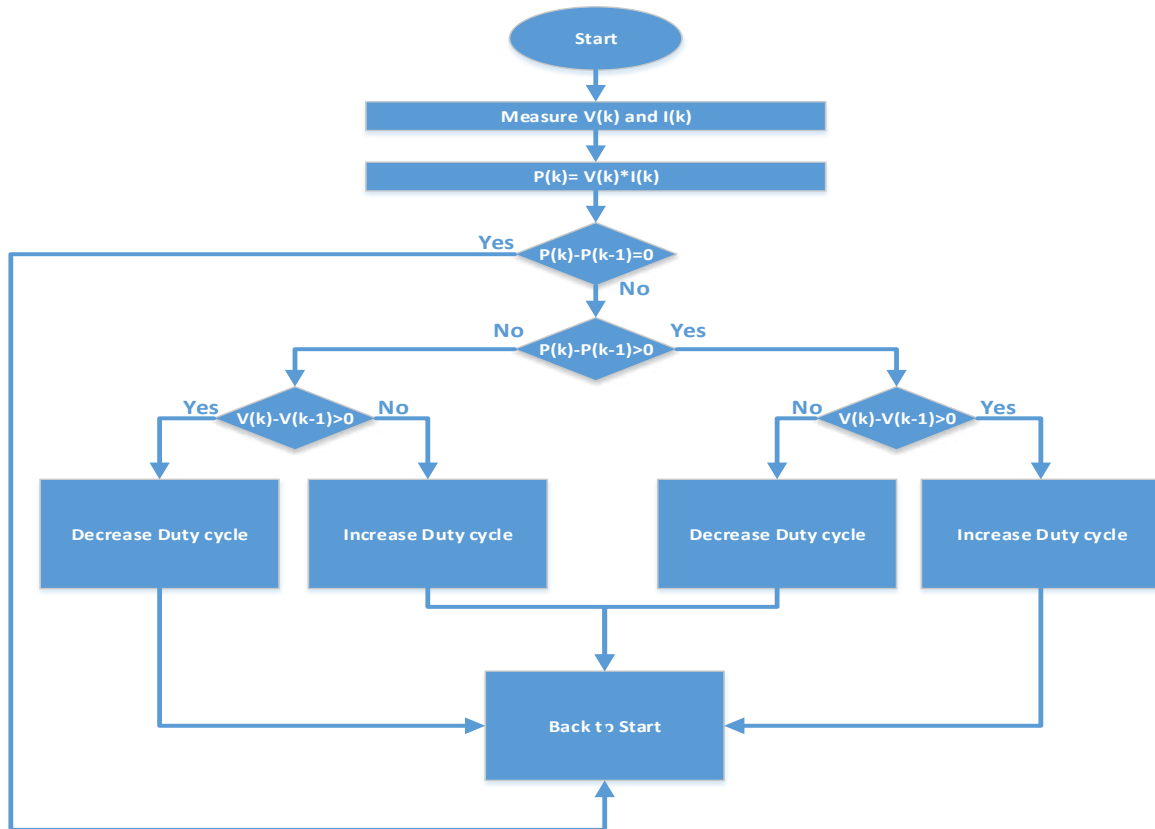 Start
Measure V(k) and I(k)
P(k)= V(k)*I(k)
Yes
P(k)-P(k-1)=0
No
No
P(k)-P(k-1)>0
Yes
Yes
V(k)-V(k-1)>0
No
No
V(k)-V(k-1)>0
Yes
Decrease Duty cycle
Increase Duty cycle
Decrease Duty cycle
Increase Duty cycle
Back to Start